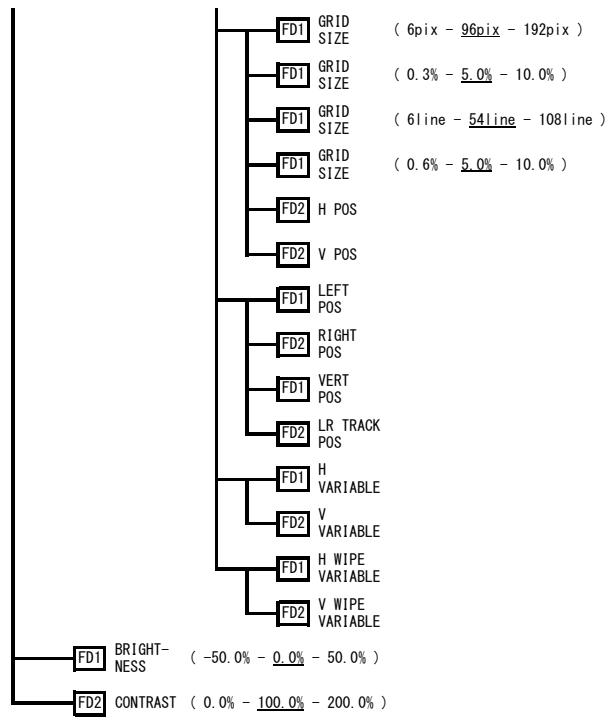 FD1 GRID SIZE ( 6pix - 96pix - 192pix )
FD1 GRID SIZE ( 0.3% - 5.0% - 10.0% )
FD1 GRID SIZE ( 6line - 54line - 108line )
FD1 GRID SIZE ( 0.6% - 5.0% - 10.0% )
FD2 H POS
FD2 V POS
FD1 LEFT POS
FD2 RIGHT POS
FD1 VERT POS
FD2 LR TRACK POS
FD1 H VARIABLE
FD2 V VARIABLE
FD1 H WIPE VARIABLE
FD2 V WIPE VARIABLE
FD1 BRIGHT-
NESS ( -50.0% - 0.0% - 50.0% )
FD2 CONTRAST ( 0.0% - 100.0% - 200.0% )